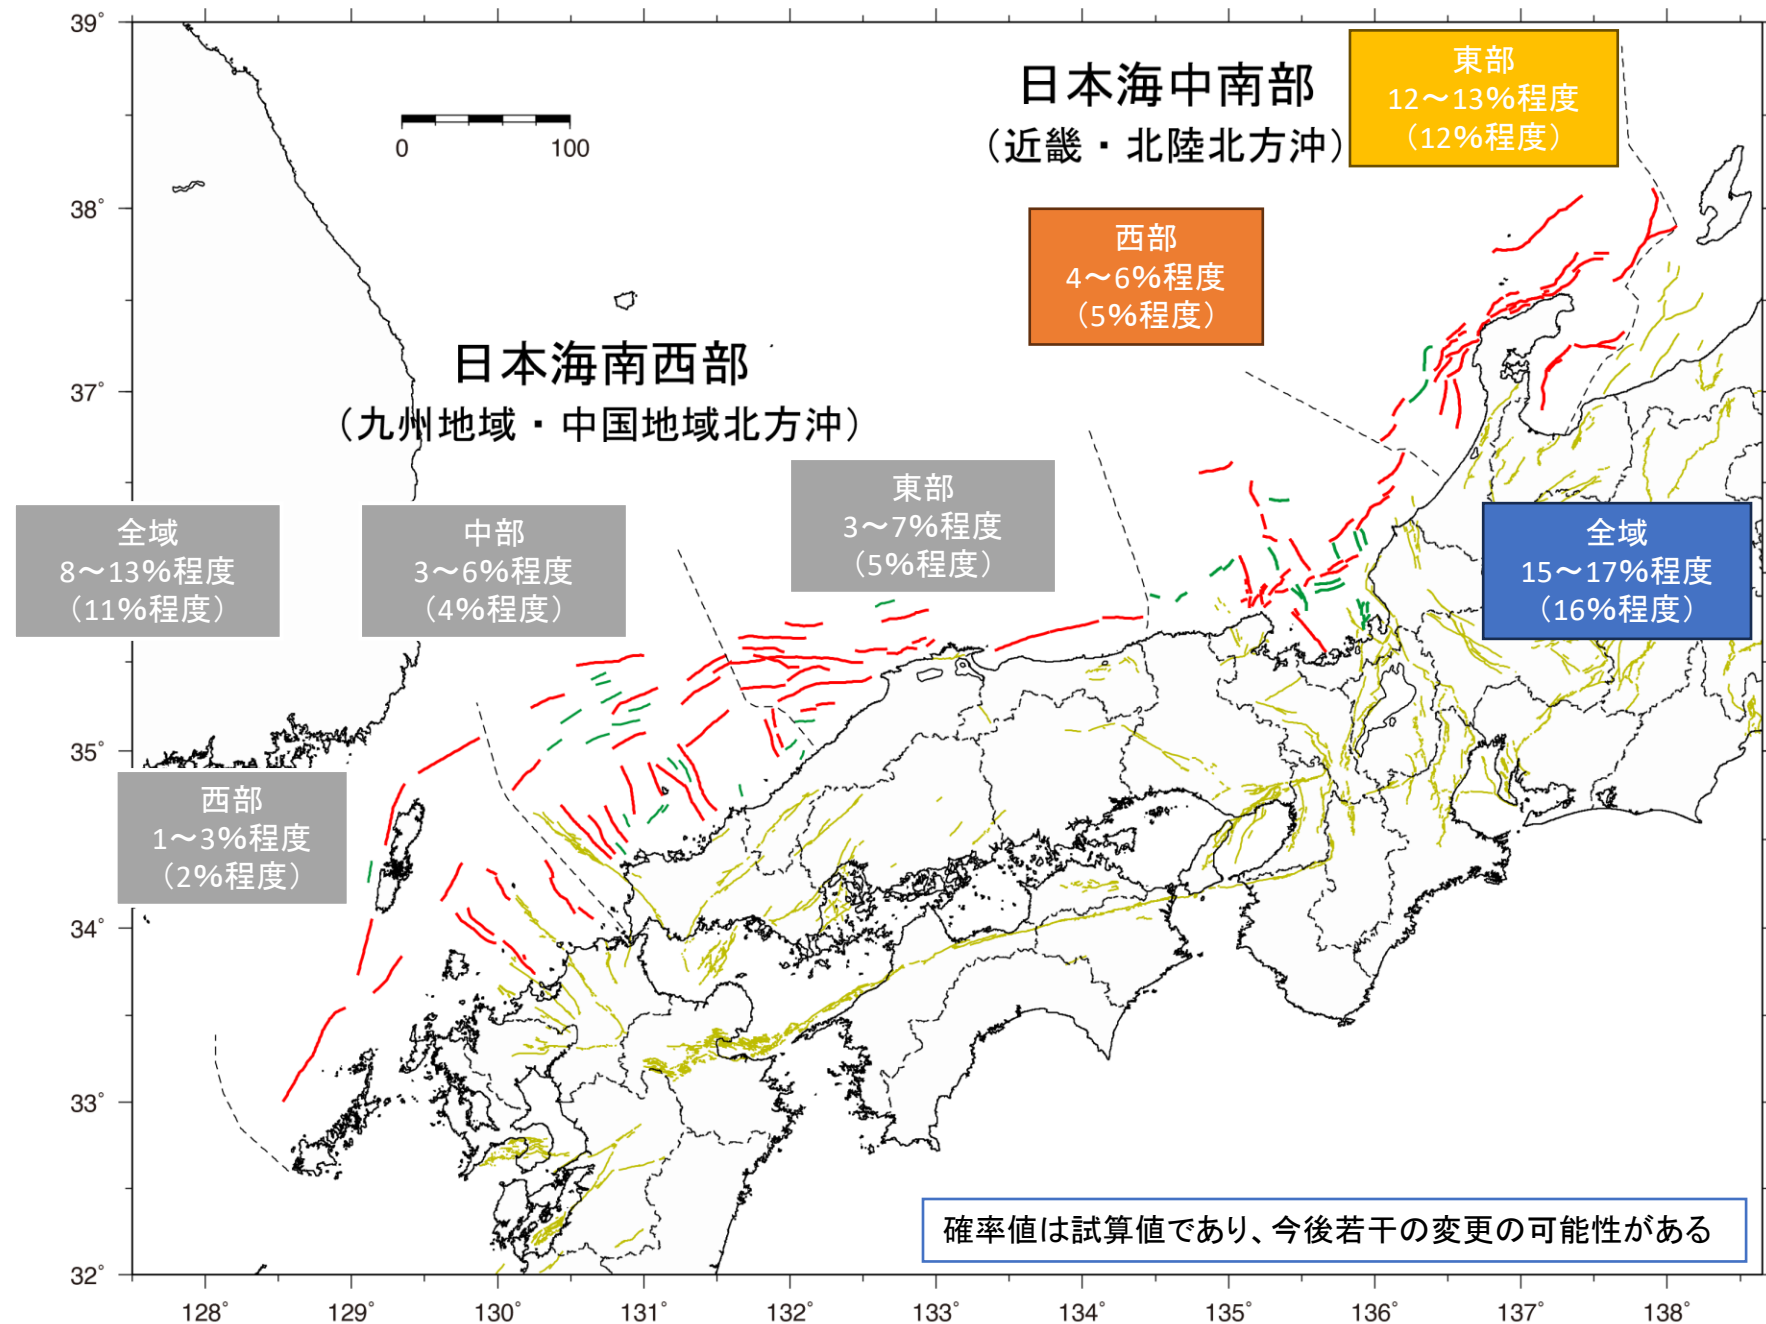 39°
38°
37°
35°
34°
33°
32°
0 100
日本海中南部
（近畿・北陸北方沖）
東部
12～13%程度
（12%程度）
西部
4～6%程度
（5%程度）
日本海南西部
（九州地域・中国地域北方沖）
全域
8～13%程度
（11%程度）
中部
3～6%程度
（4%程度）
東部
3～7%程度
（5%程度）
全域
15～17%程度
（16%程度）
西部
1～3%程度
（2%程度）
確率値は試算値であり、今後若干の変更の可能性がある
128° 129° 130° 131° 132° 133° 134° 135° 136° 137° 138°